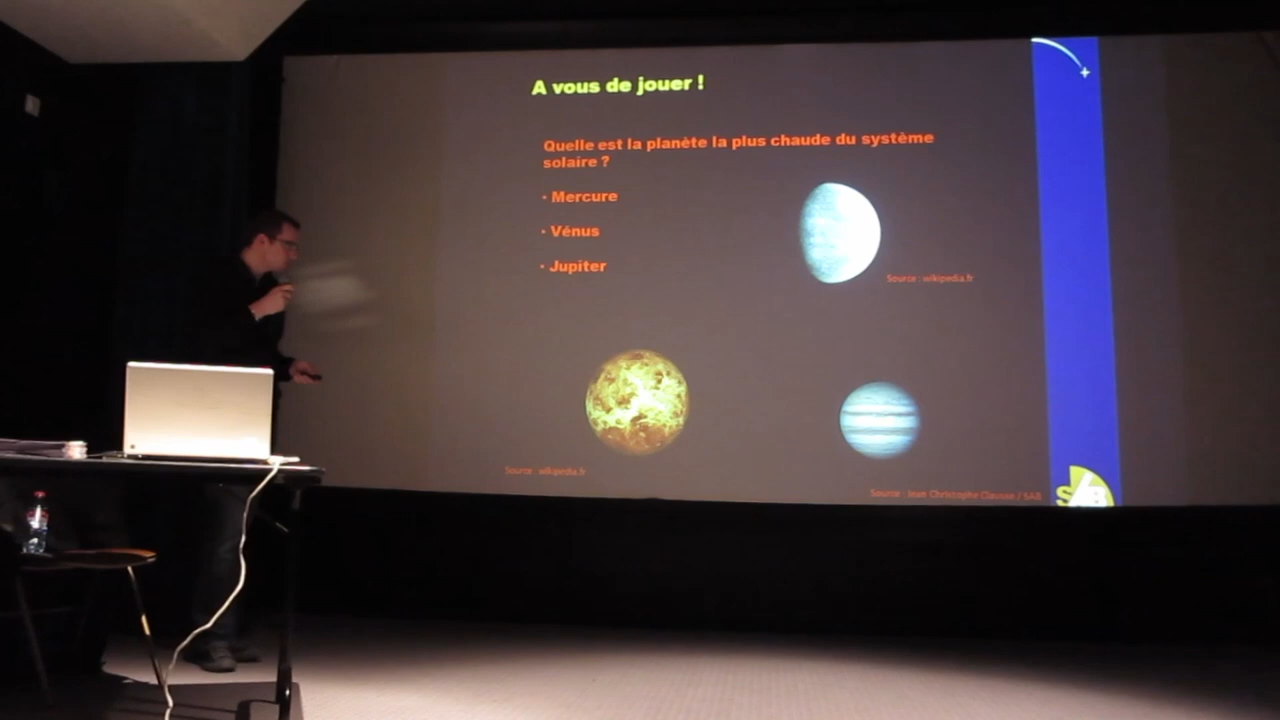 A vous de jouer !
Quelle est la planète la plus chaude du système
solaire ?
· Mercure
· Vénus
· Jupiter
Source : wikipedia.fr
Source : wikipedia.fr
Source : Jean Christophe Clausse / SAB
SAB